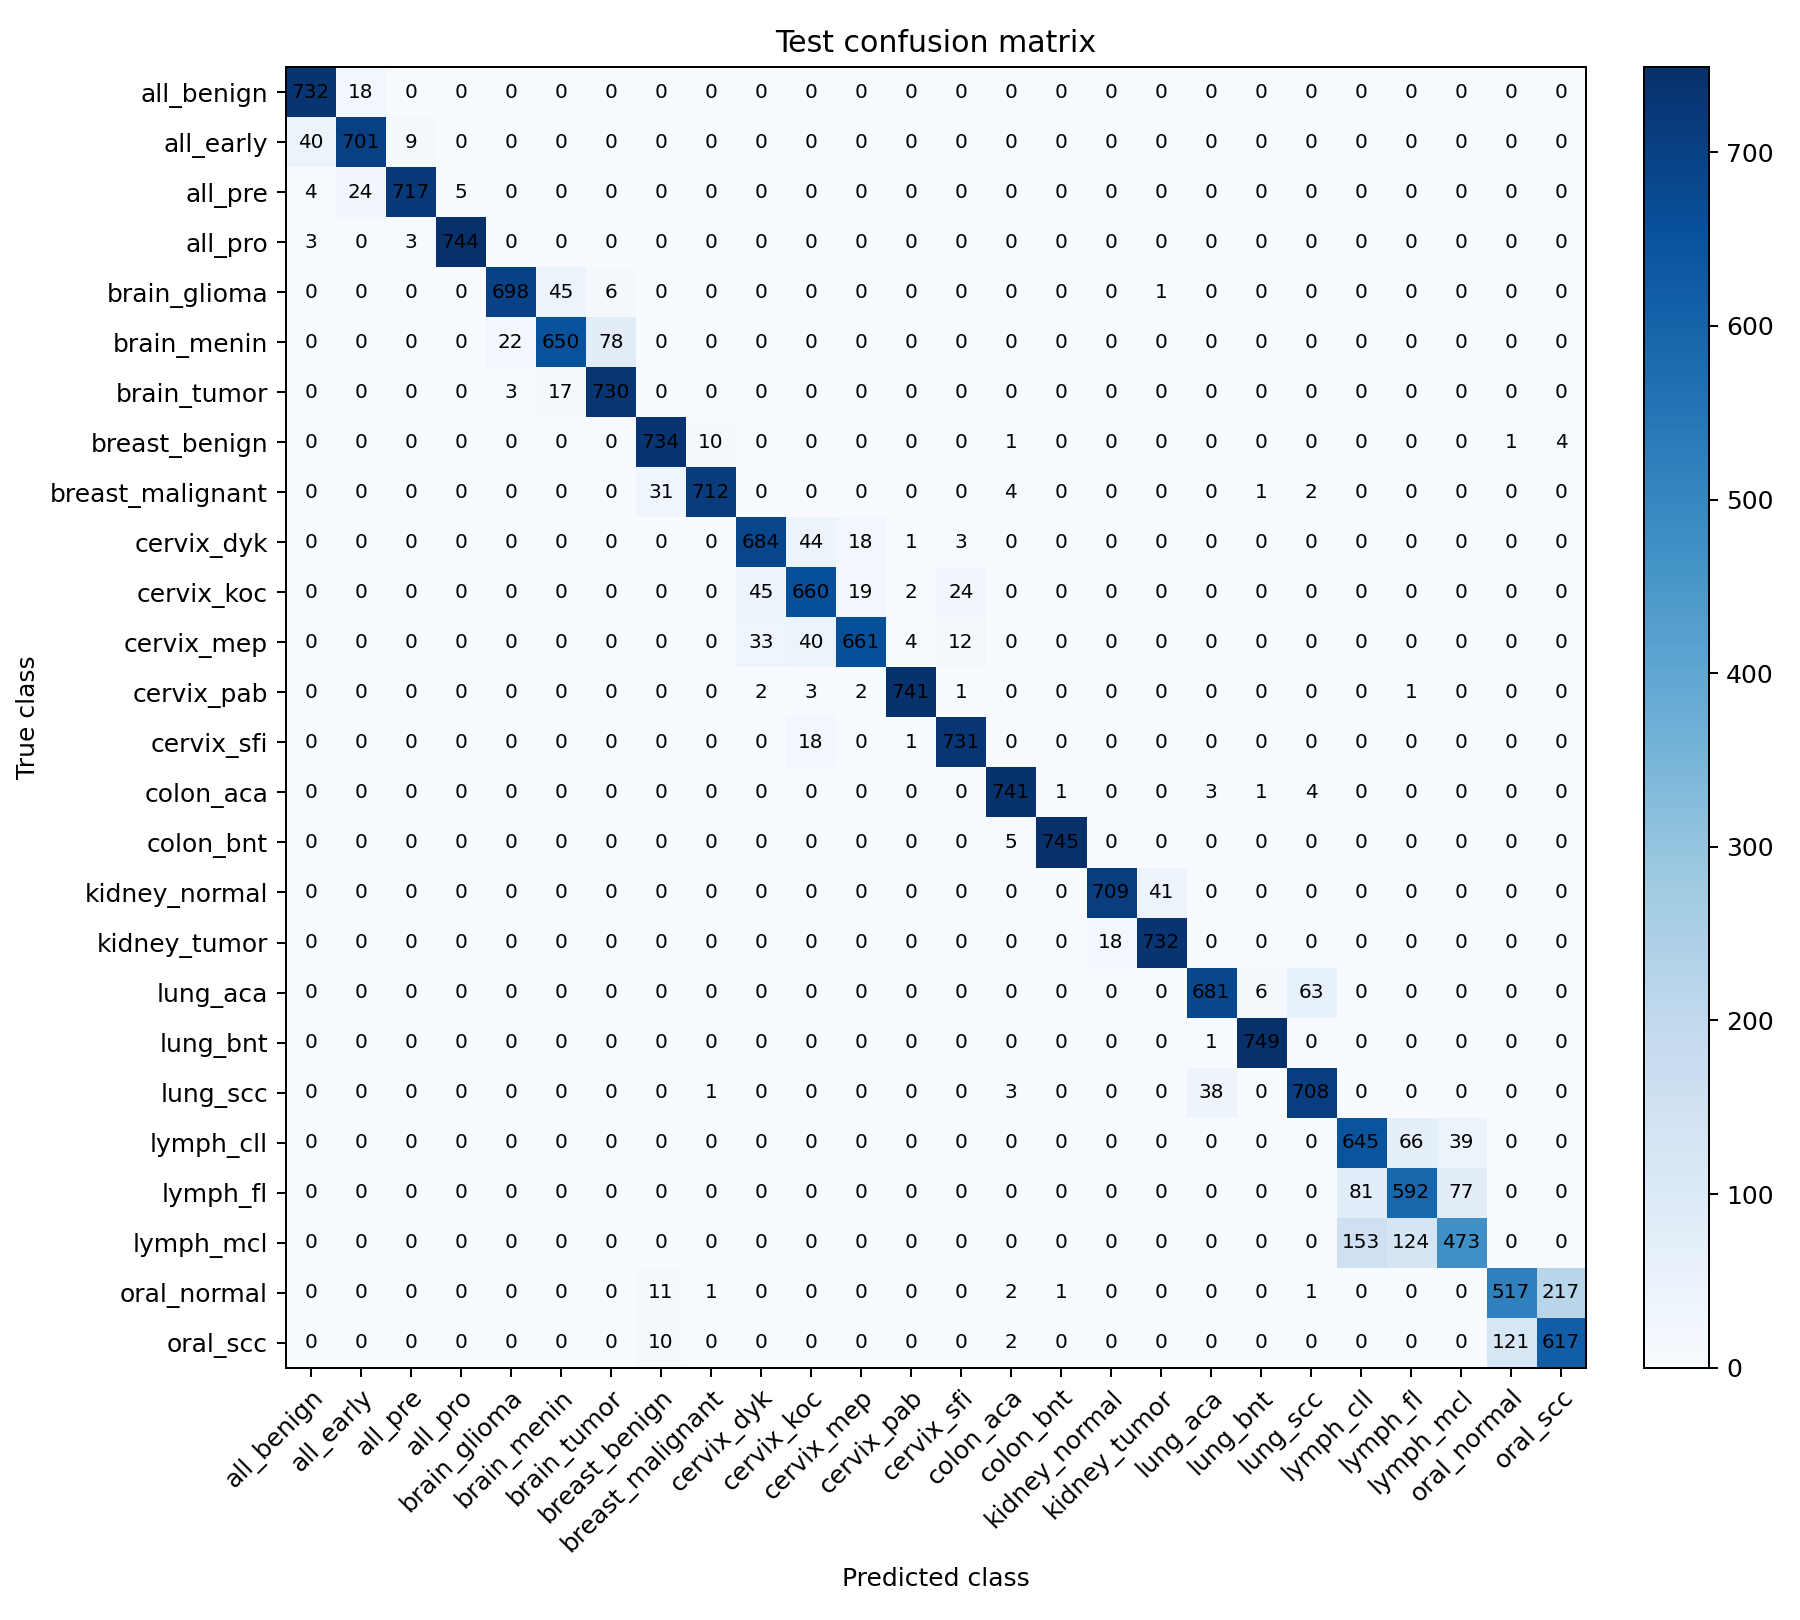 Test confusion matrix
all_benign 732 18 0 0 0 0 0 0 0 0 0 0 0 0 0 0 0 0 0 0 0 0 0 0 0 0
all_early 40 701 9 0 0 0 0 0 0 0 0 0 0 0 0 0 0 0 0 0 0 0 0 0 0 0
all_pre 4 24 717 5 0 0 0 0 0 0 0 0 0 0 0 0 0 0 0 0 0 0 0 0 0 0
all_pro 3 0 3 744 0 0 0 0 0 0 0 0 0 0 0 0 0 0 0 0 0 0 0 0 0 0
brain_glioma 0 0 0 0 698 45 6 0 0 0 0 0 0 0 0 0 0 1 0 0 0 0 0 0 0 0
brain_menin 0 0 0 0 22 650 78 0 0 0 0 0 0 0 0 0 0 0 0 0 0 0 0 0 0 0
brain_tumor 0 0 0 0 3 17 730 0 0 0 0 0 0 0 0 0 0 0 0 0 0 0 0 0 0 0
breast_benign 0 0 0 0 0 0 0 734 10 0 0 0 0 0 1 0 0 0 0 0 0 0 0 0 1 4
breast_malignant 0 0 0 0 0 0 0 31 712 0 0 0 0 0 4 0 0 0 0 1 2 0 0 0 0 0
cervix_dyk 0 0 0 0 0 0 0 0 0 684 44 18 1 3 0 0 0 0 0 0 0 0 0 0 0 0
cervix_koc 0 0 0 0 0 0 0 0 0 45 660 19 2 24 0 0 0 0 0 0 0 0 0 0 0 0
cervix_mep 0 0 0 0 0 0 0 0 0 33 40 661 4 12 0 0 0 0 0 0 0 0 0 0 0 0
cervix_pab 0 0 0 0 0 0 0 0 0 2 3 2 741 1 0 0 0 0 0 0 0 0 1 0 0 0
cervix_sfi 0 0 0 0 0 0 0 0 0 0 18 0 1 731 0 0 0 0 0 0 0 0 0 0 0 0
colon_aca 0 0 0 0 0 0 0 0 0 0 0 0 0 0 741 1 0 0 3 1 4 0 0 0 0 0
colon_bnt 0 0 0 0 0 0 0 0 0 0 0 0 0 0 5 745 0 0 0 0 0 0 0 0 0 0
kidney_normal 0 0 0 0 0 0 0 0 0 0 0 0 0 0 0 0 709 41 0 0 0 0 0 0 0 0
kidney_tumor 0 0 0 0 0 0 0 0 0 0 0 0 0 0 0 0 18 732 0 0 0 0 0 0 0 0
lung_aca 0 0 0 0 0 0 0 0 0 0 0 0 0 0 0 0 0 0 681 6 63 0 0 0 0 0
lung_bnt 0 0 0 0 0 0 0 0 0 0 0 0 0 0 0 0 0 0 1 749 0 0 0 0 0 0
lung_scc 0 0 0 0 0 0 0 0 1 0 0 0 0 0 3 0 0 0 38 0 708 0 0 0 0 0
lymph_cll 0 0 0 0 0 0 0 0 0 0 0 0 0 0 0 0 0 0 0 0 0 645 66 39 0 0
lymph_fl 0 0 0 0 0 0 0 0 0 0 0 0 0 0 0 0 0 0 0 0 0 81 592 77 0 0
lymph_mcl 0 0 0 0 0 0 0 0 0 0 0 0 0 0 0 0 0 0 0 0 0 153 124 473 0 0
oral_normal 0 0 0 0 0 0 0 11 1 0 0 0 0 0 2 1 0 0 0 0 1 0 0 0 517 217
oral_scc 0 0 0 0 0 0 0 10 0 0 0 0 0 0 2 0 0 0 0 0 0 0 0 0 121 617
True class
all_benign all_early all_pre all_pro brain_glioma brain_menin brain_tumor breast_benign breast_malignant cervix_dyk cervix_koc cervix_mep cervix_pab cervix_sfi colon_aca colon_bnt kidney_normal kidney_tumor lung_aca lung_bnt lung_scc lymph_cll lymph_fl lymph_mcl oral_normal oral_scc
Predicted class
700
600
500
400
300
200
100
0